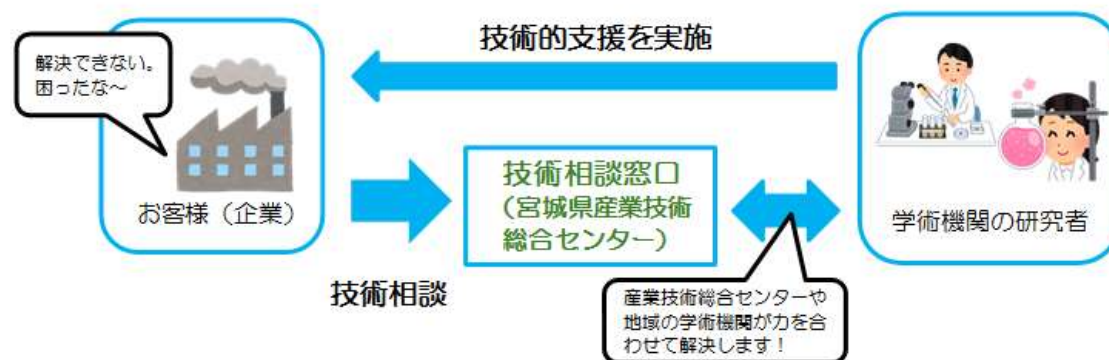 解決できない。
困ったな～
お客様（企業）
技術的支援を実施
技術相談
技術相談窓口
（宮城県産業技術
総合センター）
産業技術総合センターや
地域の学術機関が力を合
わせて解決します！
学術機関の研究者